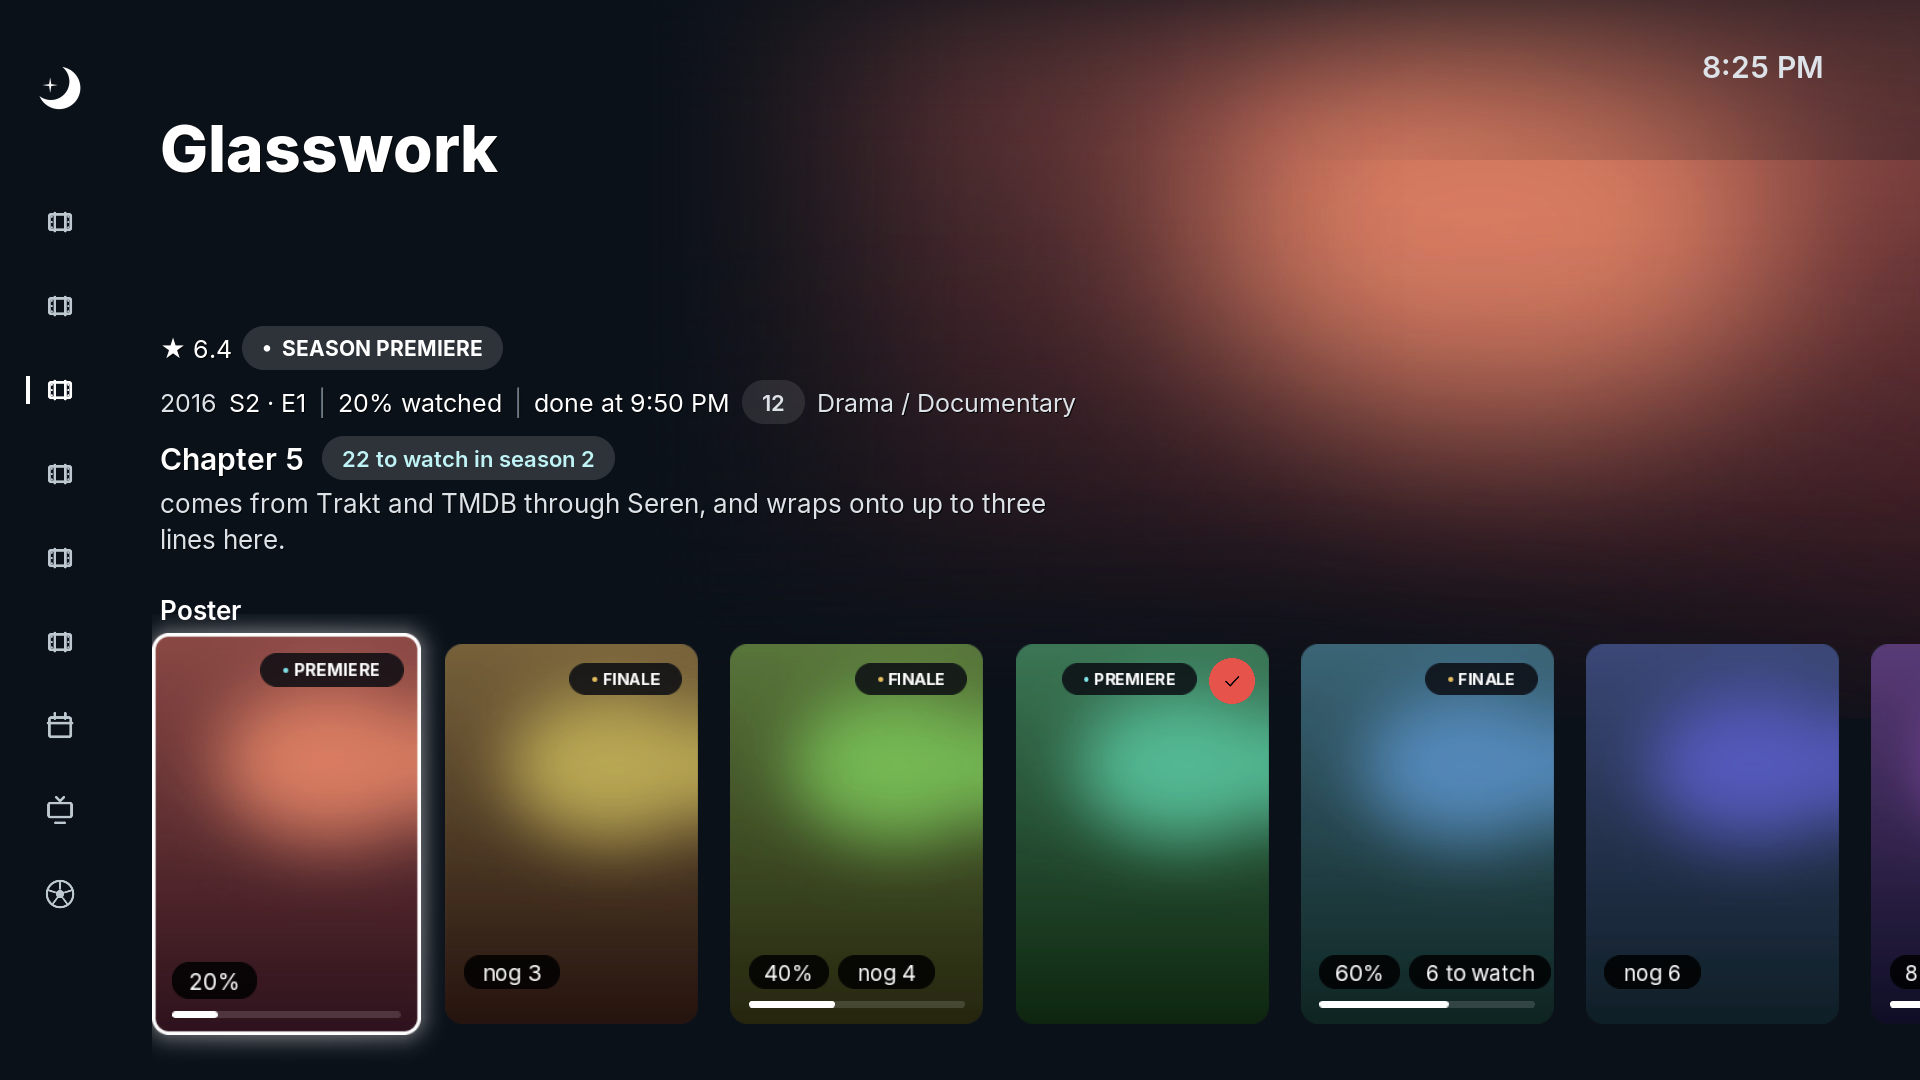 8:25 PM
Glasswork
★ 6.4 • SEASON PREMIERE
2016 S2 · E1 | 20% watched | done at 9:50 PM 12 Drama / Documentary
Chapter 5 22 to watch in season 2
comes from Trakt and TMDB through Seren, and wraps onto up to three
lines here.
Poster
• PREMIERE • FINALE • FINALE • PREMIERE • FINALE
20% nog 3 40% nog 4 60% 6 to watch nog 6 8